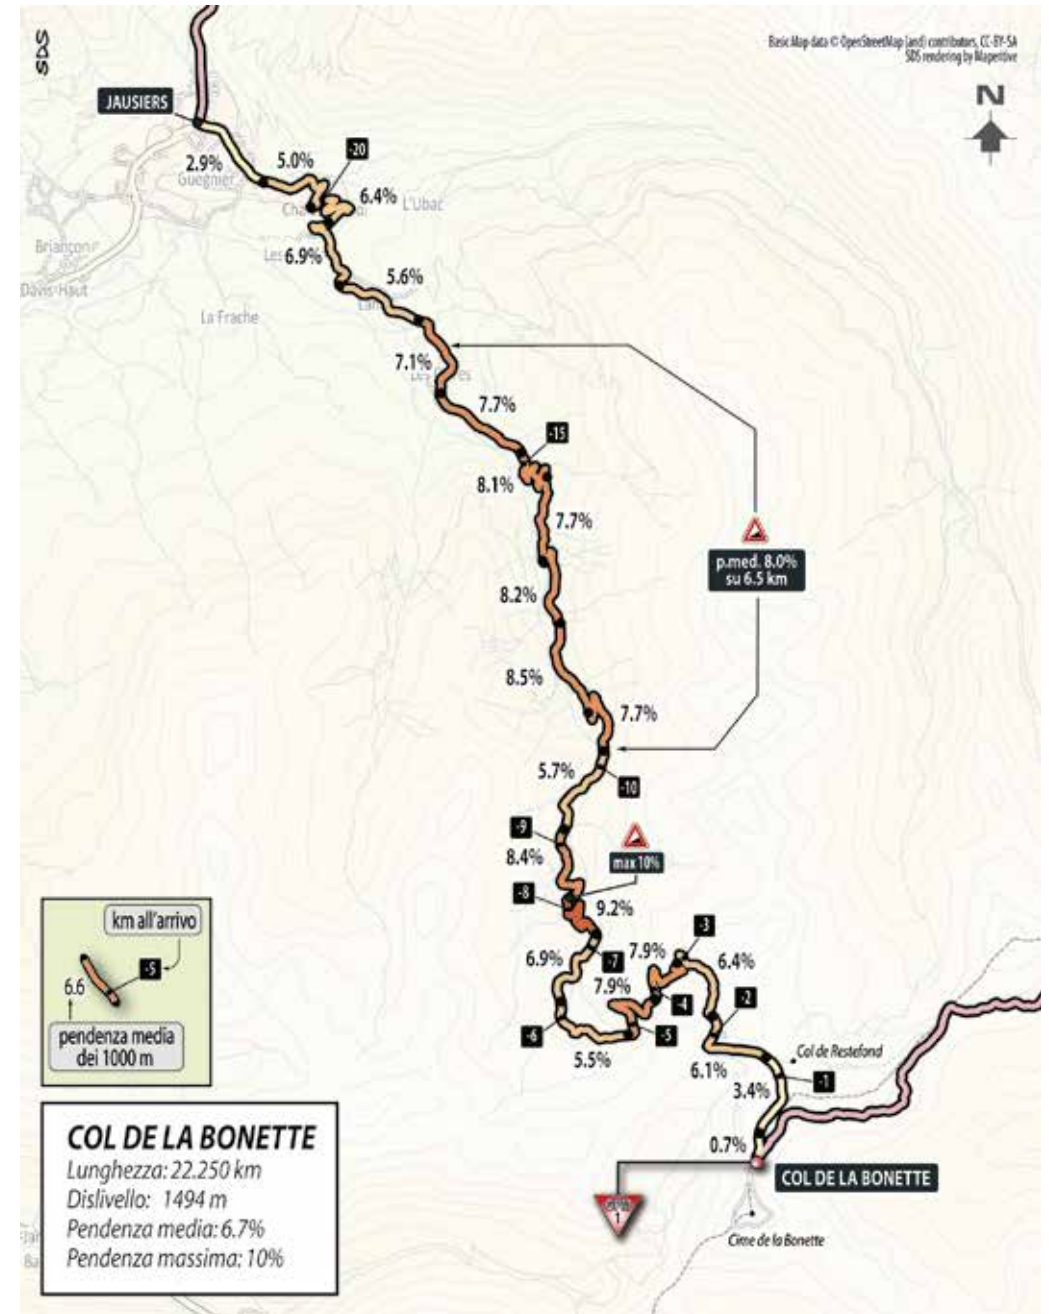 SDS
Basic Map data © OpenStreetMap (and) contributors, CC-BY-SA
SDS rendering by Maperitive
N
JAUSIERS
2.9%
5.0%
-20
Guegnier
6.4%
L'Ubac
Briançon
Les
6.9%
5.6%
Davis-Haut
La Frache
7.1%
7.7%
-15
8.1%
7.7%
p.med. 8.0%
su 6.5 km
8.2%
8.5%
7.7%
5.7%
-10
-9
8.4%
max 10%
-8
9.2%
-3
6.9%
-7
7.9%
6.4%
7.9%
-4
-2
-6
-5
5.5%
Col de Restefond
6.1%
-1
3.4%
0.7%
COL DE LA BONETTE
1
Cime de la Bonette
km all'arrivo
6.6
-5
pendenza media
dei 1000 m
COL DE LA BONETTE
Lunghezza: 22.250 km
Dislivello: 1494 m
Pendenza media: 6.7%
Pendenza massima: 10%